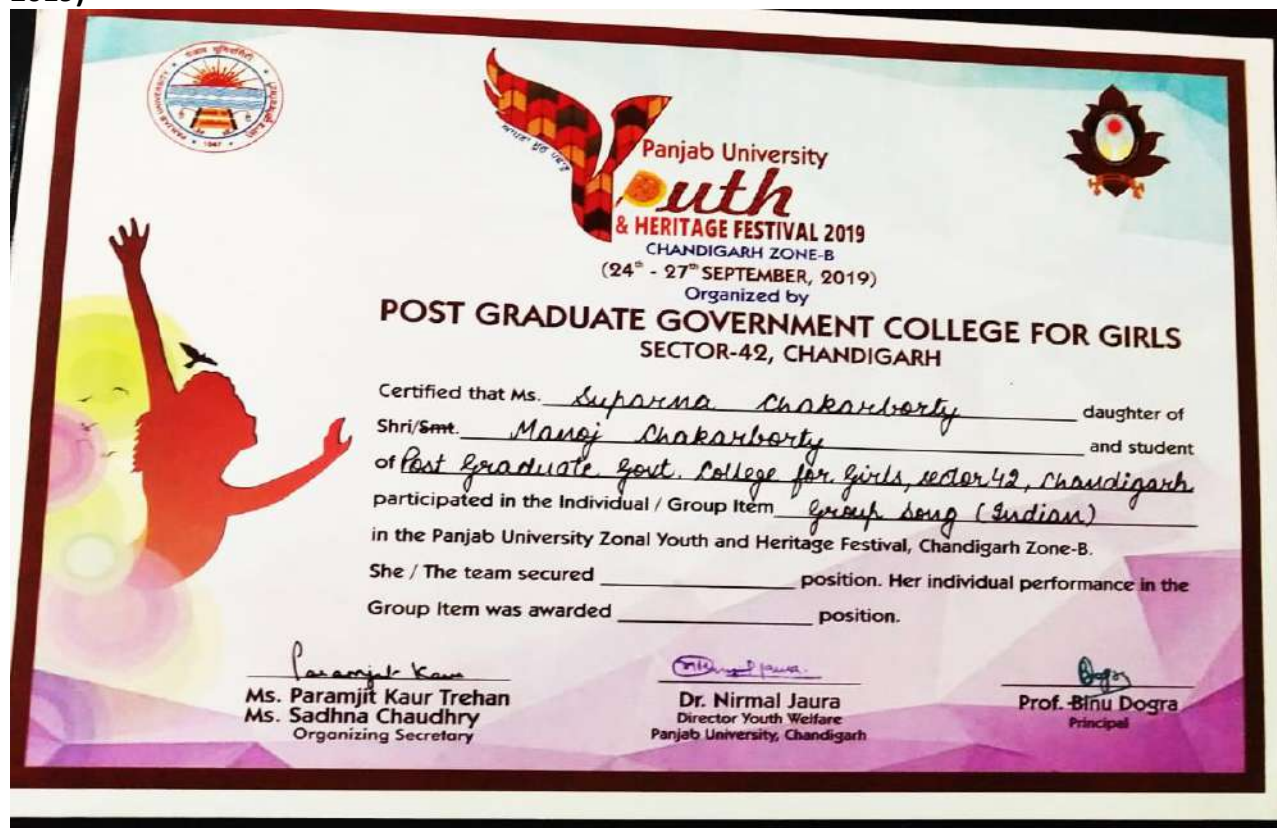 2019)
पंजाब यूनिवर्सिटी
PANJAB UNIVERSITY
1947
Panjab University
Youth
& HERITAGE FESTIVAL 2019
CHANDIGARH ZONE-B
(24th - 27th SEPTEMBER, 2019)
Organized by
POST GRADUATE GOVERNMENT COLLEGE FOR GIRLS
SECTOR-42, CHANDIGARH
Certified that Ms. Suparna Chakarborty daughter of
Shri/Smt. Manoj Chakarborty and student
of Post Graduate Govt. College for Girls, sector 42, Chandigarh
participated in the Individual / Group Item Group Song (Indian)
in the Panjab University Zonal Youth and Heritage Festival, Chandigarh Zone-B.
She / The team secured position. Her individual performance in the
Group Item was awarded position.
Paramjit Kaur
Ms. Paramjit Kaur Trehan
Ms. Sadhna Chaudhry
Organizing Secretary
Dr. Nirmal Jaura
Director Youth Welfare
Panjab University, Chandigarh
Prof. Binu Dogra
Principal